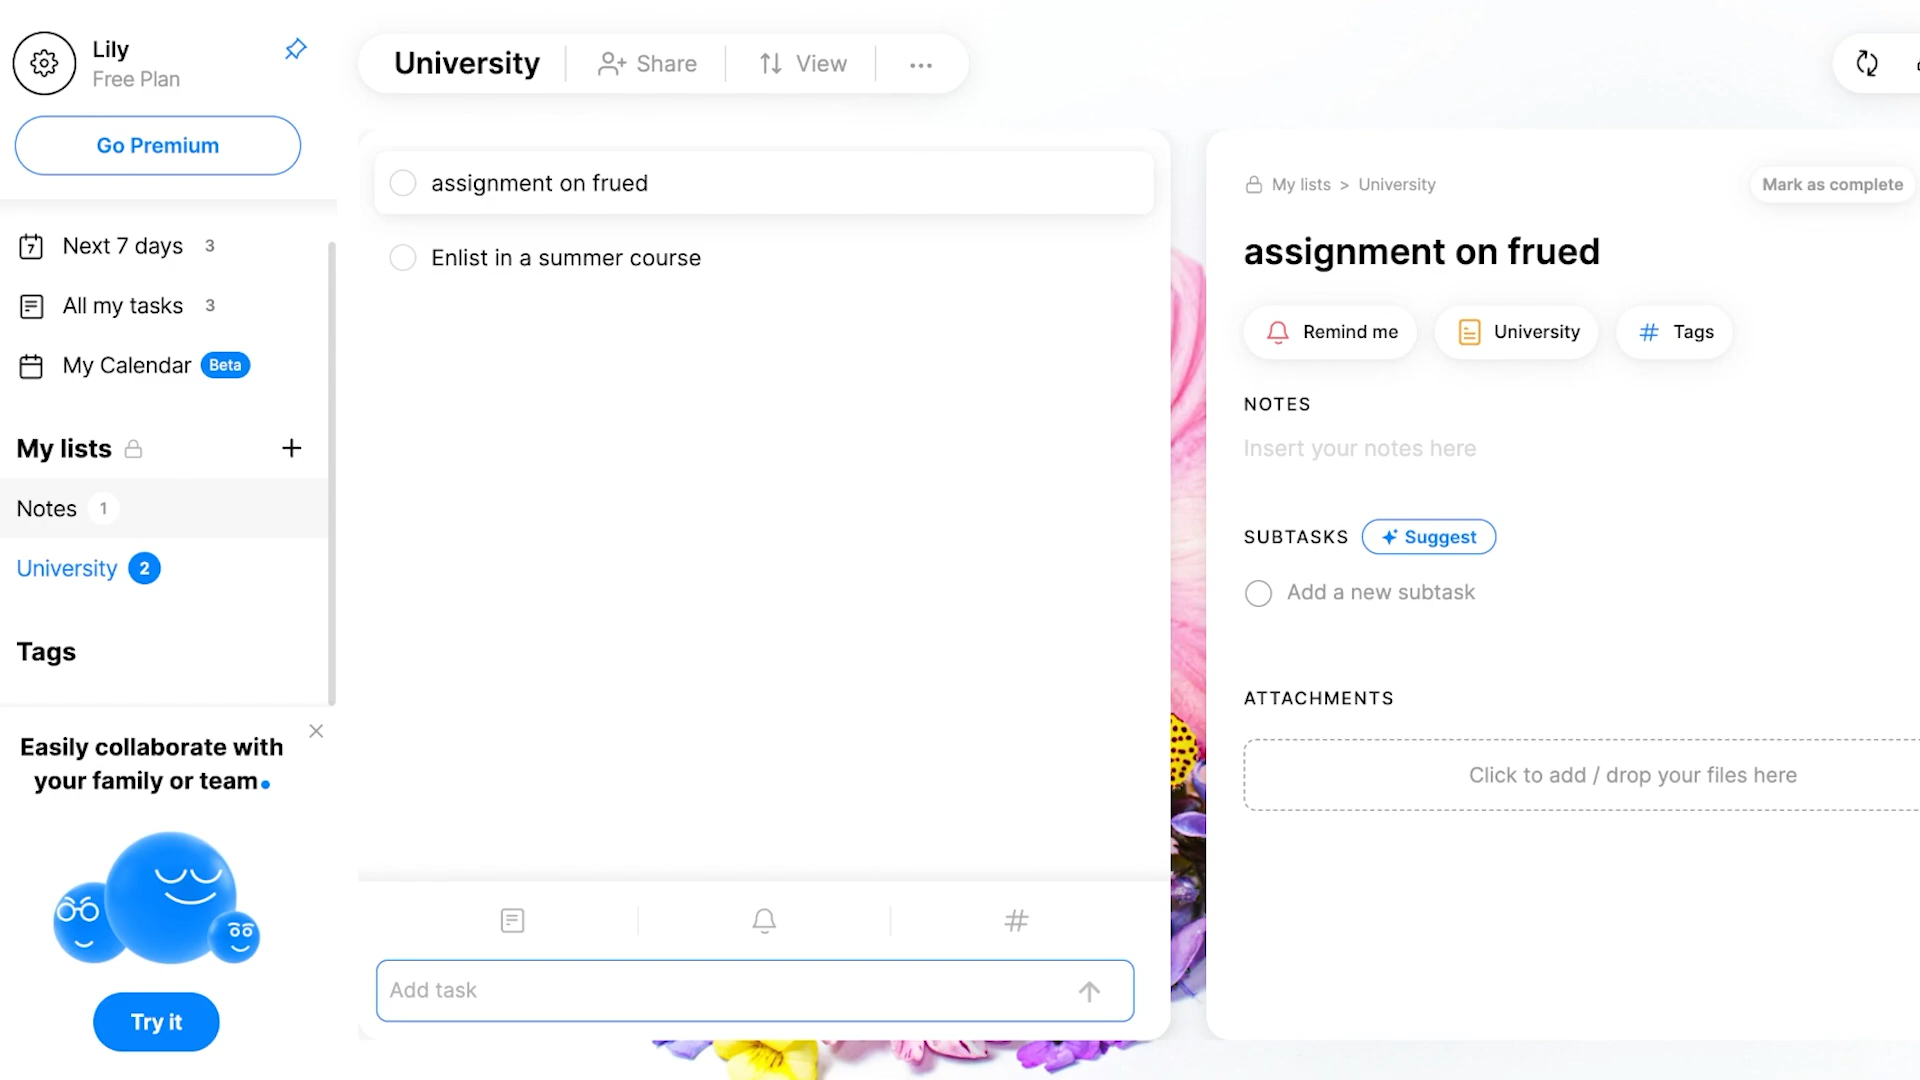 Lily
Free Plan
Go Premium
7 Next 7 days 3
All my tasks 3
My Calendar Beta
My lists
Notes 1
University 2
Tags
Easily collaborate with
your family or team
Try it
University Share View
assignment on frued
Enlist in a summer course
#
Add task
My lists > University Mark as complete
assignment on frued
Remind me University # Tags
NOTES
Insert your notes here
SUBTASKS Suggest
Add a new subtask
ATTACHMENTS
Click to add / drop your files here